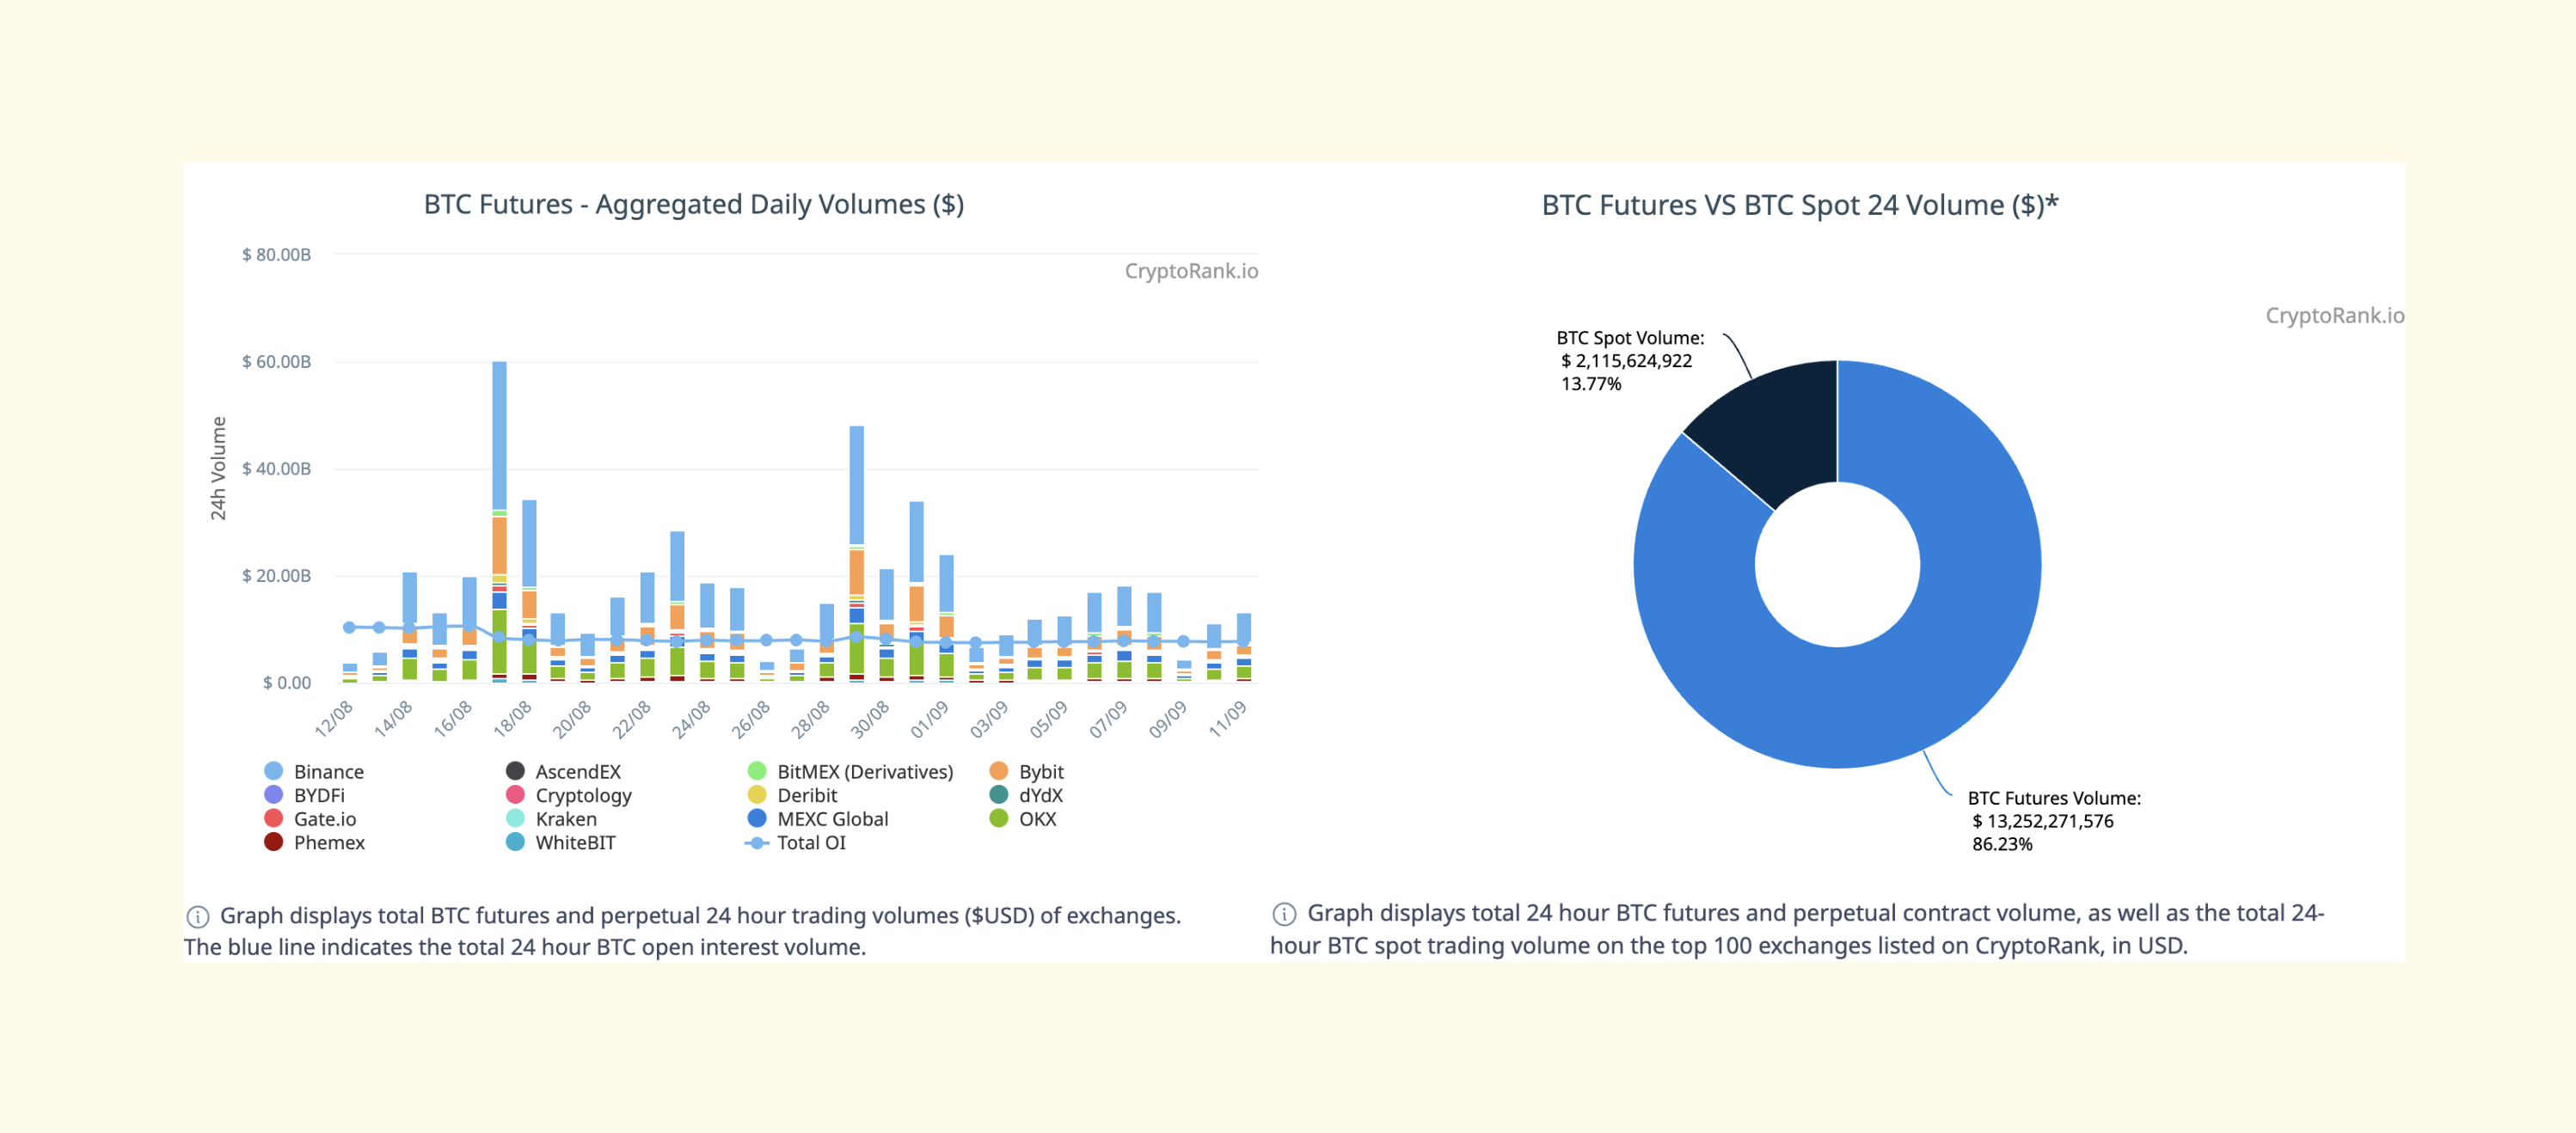 BTC Futures - Aggregated Daily Volumes ($)
$ 80.00B
CryptoRank.io
$ 60.00B
$ 40.00B
24h Volume
$ 20.00B
$ 0.00
12/08
14/08
16/08
18/08
20/08
22/08
24/08
26/08
28/08
30/08
01/09
03/09
05/09
07/09
09/09
11/09
Binance
AscendEX
BitMEX (Derivatives)
Bybit
BYDFi
Cryptology
Deribit
dYdX
Gate.io
Kraken
MEXC Global
OKX
Phemex
WhiteBIT
Total OI
Graph displays total BTC futures and perpetual 24 hour trading volumes ($USD) of exchanges.
The blue line indicates the total 24 hour BTC open interest volume.
BTC Futures VS BTC Spot 24 Volume ($)*
CryptoRank.io
BTC Spot Volume:
$ 2,115,624,922
13.77%
BTC Futures Volume:
$ 13,252,271,576
86.23%
Graph displays total 24 hour BTC futures and perpetual contract volume, as well as the total 24-
hour BTC spot trading volume on the top 100 exchanges listed on CryptoRank, in USD.